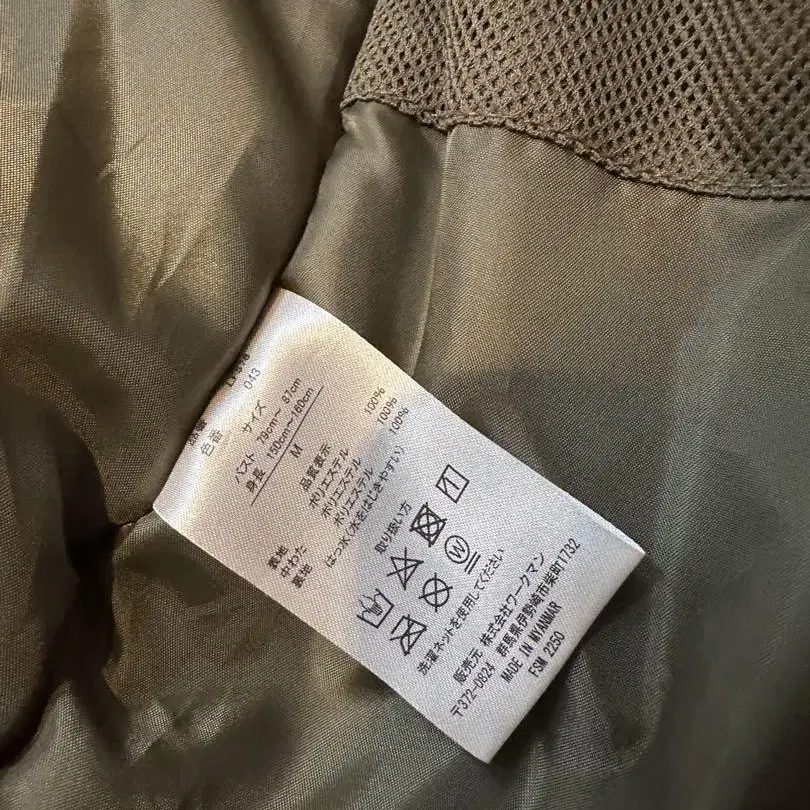 品番 LT-978
色番 043
サイズ
バスト 79cm~ 87cm
身長 150cm~160cm
M
品質表示
表地 ポリエステル 100%
中わた ポリエステル 100%
裏地 ポリエステル 100%
はっ水(水をはじきやすい)
取り扱い方
W
洗濯ネットを使用してください
販売元 株式会社ワークマン
〒372-0824 群馬県伊勢崎市柴町1732
MADE IN MYANMAR
FSM 2250